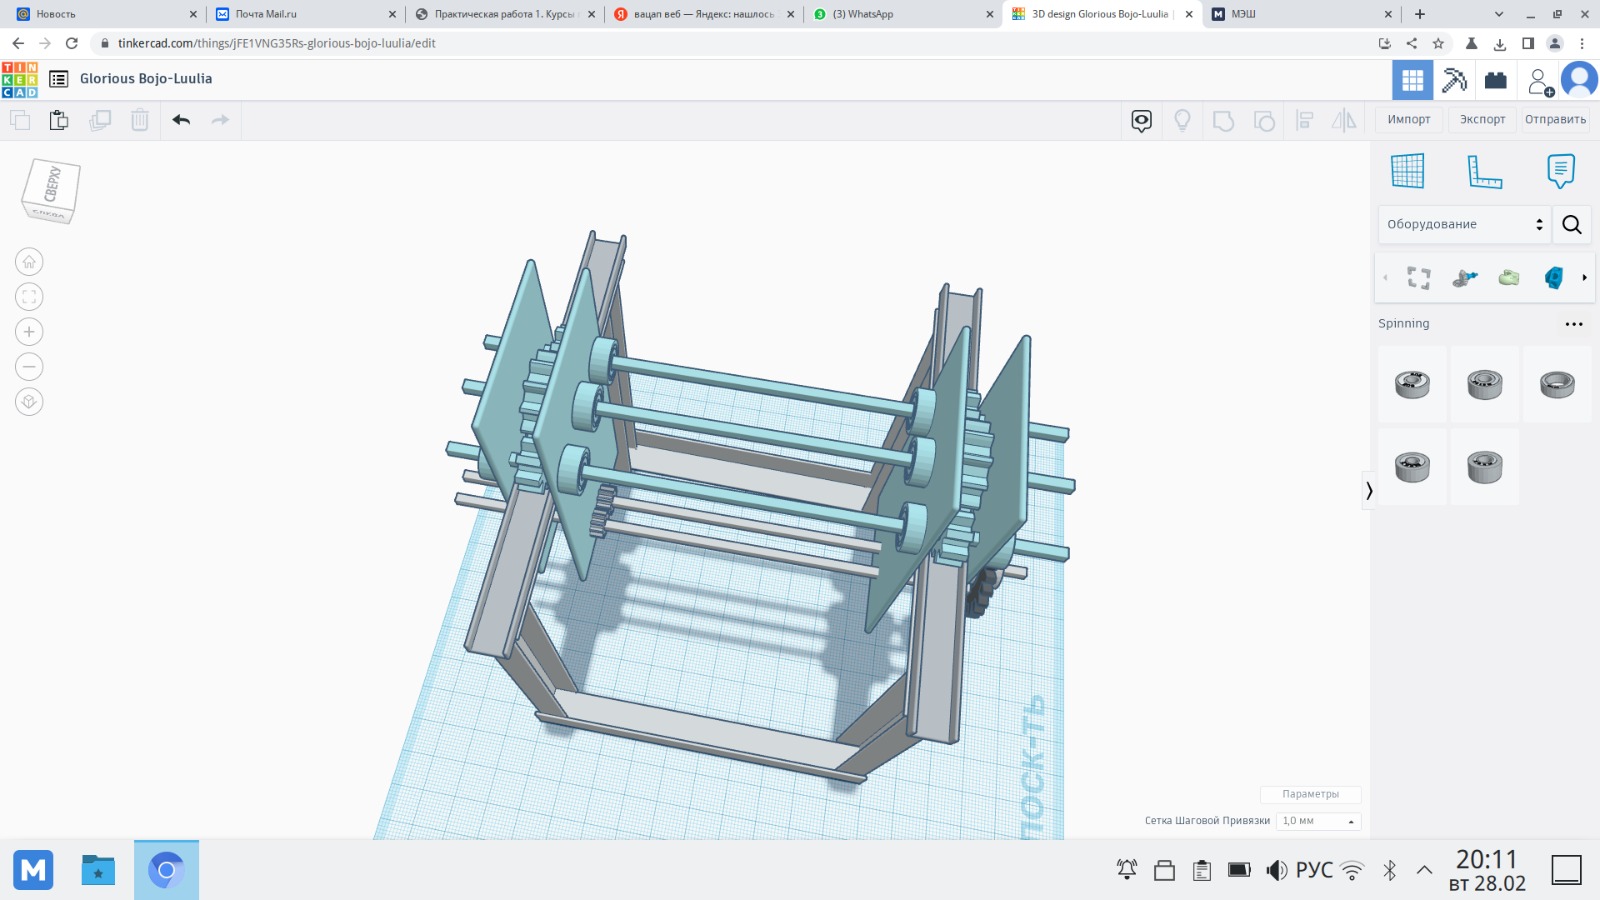 Новость
Почта Mail.ru
Практическая работа 1. Курсы
вацап веб — Яндекс: нашлось
(3) WhatsApp
3D design Glorious Bojo-Luulia
МЭШ
tinkercad.com/things/jFE1VNG35Rs-glorious-bojo-luulia/edit
TIN
KER
CAD
Glorious Bojo-Luulia
Импорт
Экспорт
Отправить
СВЕРХУ
СЛЕВА
Оборудование
Spinning
ПОСК-ТЬ
Параметры
Сетка Шаговой Привязки
1,0 мм
M
РУС
20:11
вт 28.02